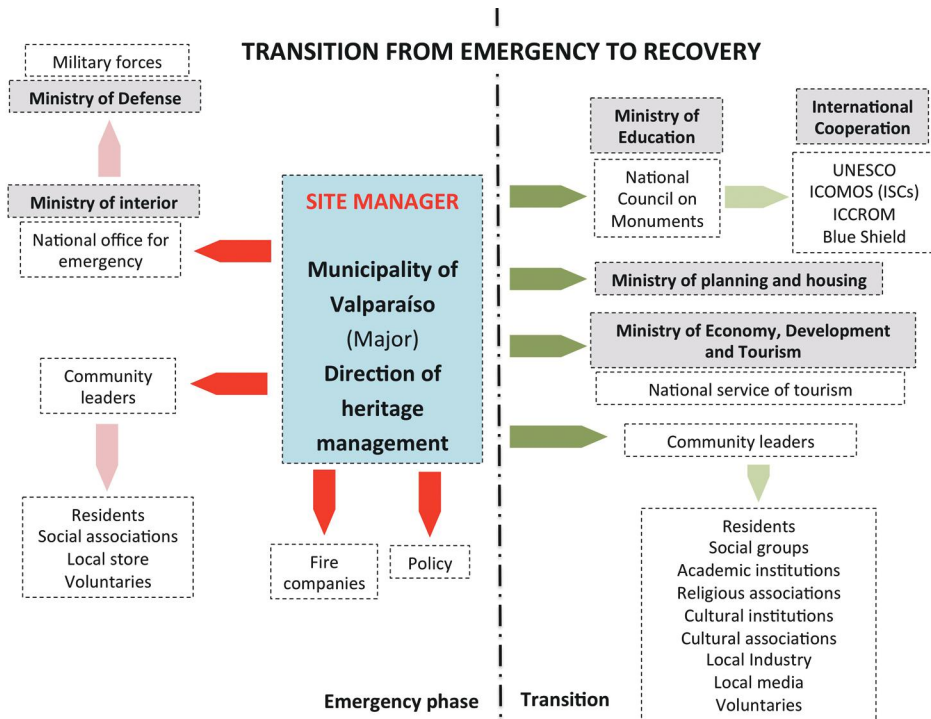 TRANSITION FROM EMERGENCY TO RECOVERY
Military forces
Ministry of Defense
Ministry of interior
National office for
emergency
Community
leaders
Residents
Social associations
Local store
Voluntaries
SITE MANAGER
Municipality of
Valparaíso
(Major)
Direction of
heritage
management
Fire
companies
Policy
Emergency phase
Ministry of
Education
National
Council on
Monuments
International
Cooperation
UNESCO
ICOMOS (ISCs)
ICCROM
Blue Shield
Ministry of planning and housing
Ministry of Economy, Development
and Tourism
National service of tourism
Community leaders
Residents
Social groups
Academic institutions
Religious associations
Cultural institutions
Cultural associations
Local Industry
Local media
Voluntaries
Transition